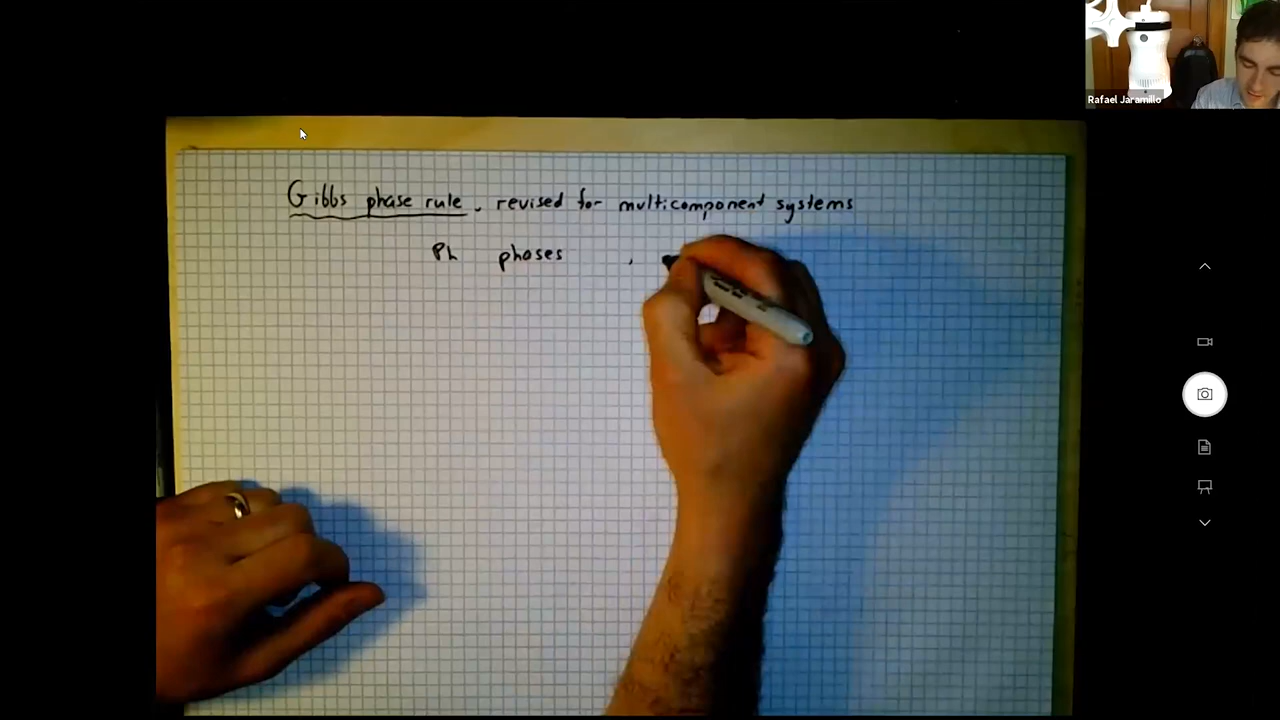 Rafael Jaramillo
Gibbs phase rule, revised for multicomponent systems
Ph phases ,